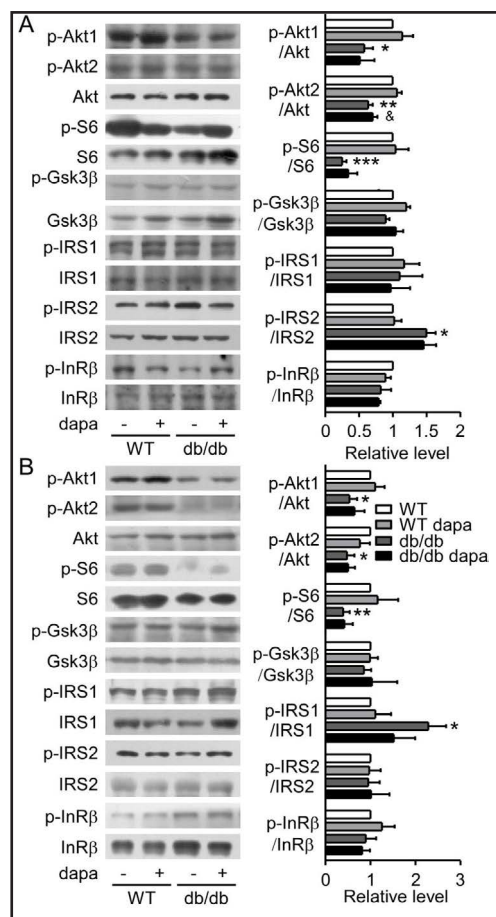 A
p-Akt1
p-Akt2
Akt
p-S6
S6
p-Gsk3β
Gsk3β
p-IRS1
IRS1
p-IRS2
IRS2
p-InRβ
InRβ
dapa - + - +
WT db/db
p-Akt1
/Akt *
p-Akt2
/Akt **
&
p-S6
/S6 ***
p-Gsk3β
/Gsk3β
p-IRS1
/IRS1
p-IRS2
/IRS2 *
p-InRβ
/InRβ
0 0.5 1 1.5 2
Relative level
B
p-Akt1
p-Akt2
Akt
p-S6
S6
p-Gsk3β
Gsk3β
p-IRS1
IRS1
p-IRS2
IRS2
p-InRβ
InRβ
dapa - + - +
WT db/db
p-Akt1
/Akt *
p-Akt2
/Akt *
p-S6
/S6 **
p-Gsk3β
/Gsk3β
p-IRS1
/IRS1 *
p-IRS2
/IRS2
p-InRβ
/InRβ
0 1 2 3
Relative level
WT
WT dapa
db/db
db/db dapa